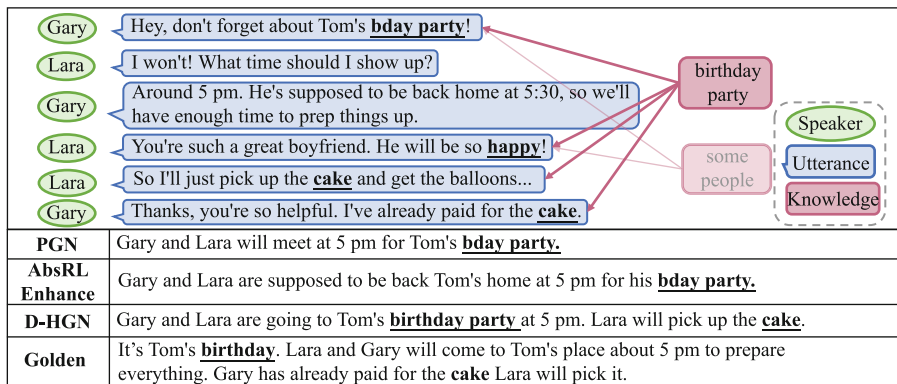 Gary
Hey, don't forget about Tom's bday party!
Lara
I won't! What time should I show up?
Gary
Around 5 pm. He's supposed to be back home at 5:30, so we'll
have enough time to prep things up.
Lara
You're such a great boyfriend. He will be so happy!
Lara
So I'll just pick up the cake and get the balloons...
Gary
Thanks, you're so helpful. I've already paid for the cake.
birthday
party
some
people
Speaker
Utterance
Knowledge
PGN
Gary and Lara will meet at 5 pm for Tom's bday party.
AbsRL
Enhance
Gary and Lara are supposed to be back Tom's home at 5 pm for his bday party.
D-HGN
Gary and Lara are going to Tom's birthday party at 5 pm. Lara will pick up the cake.
Golden
It’s Tom's birthday. Lara and Gary will come to Tom's place about 5 pm to prepare
everything. Gary has already paid for the cake Lara will pick it.